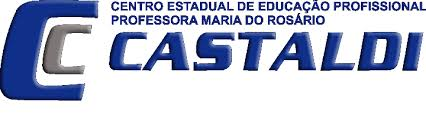 CENTRO ESTADUAL DE EDUCAÇÃO PROFISSIONAL
PROFESSORA MARIA DO ROSÁRIO
CASTALDI